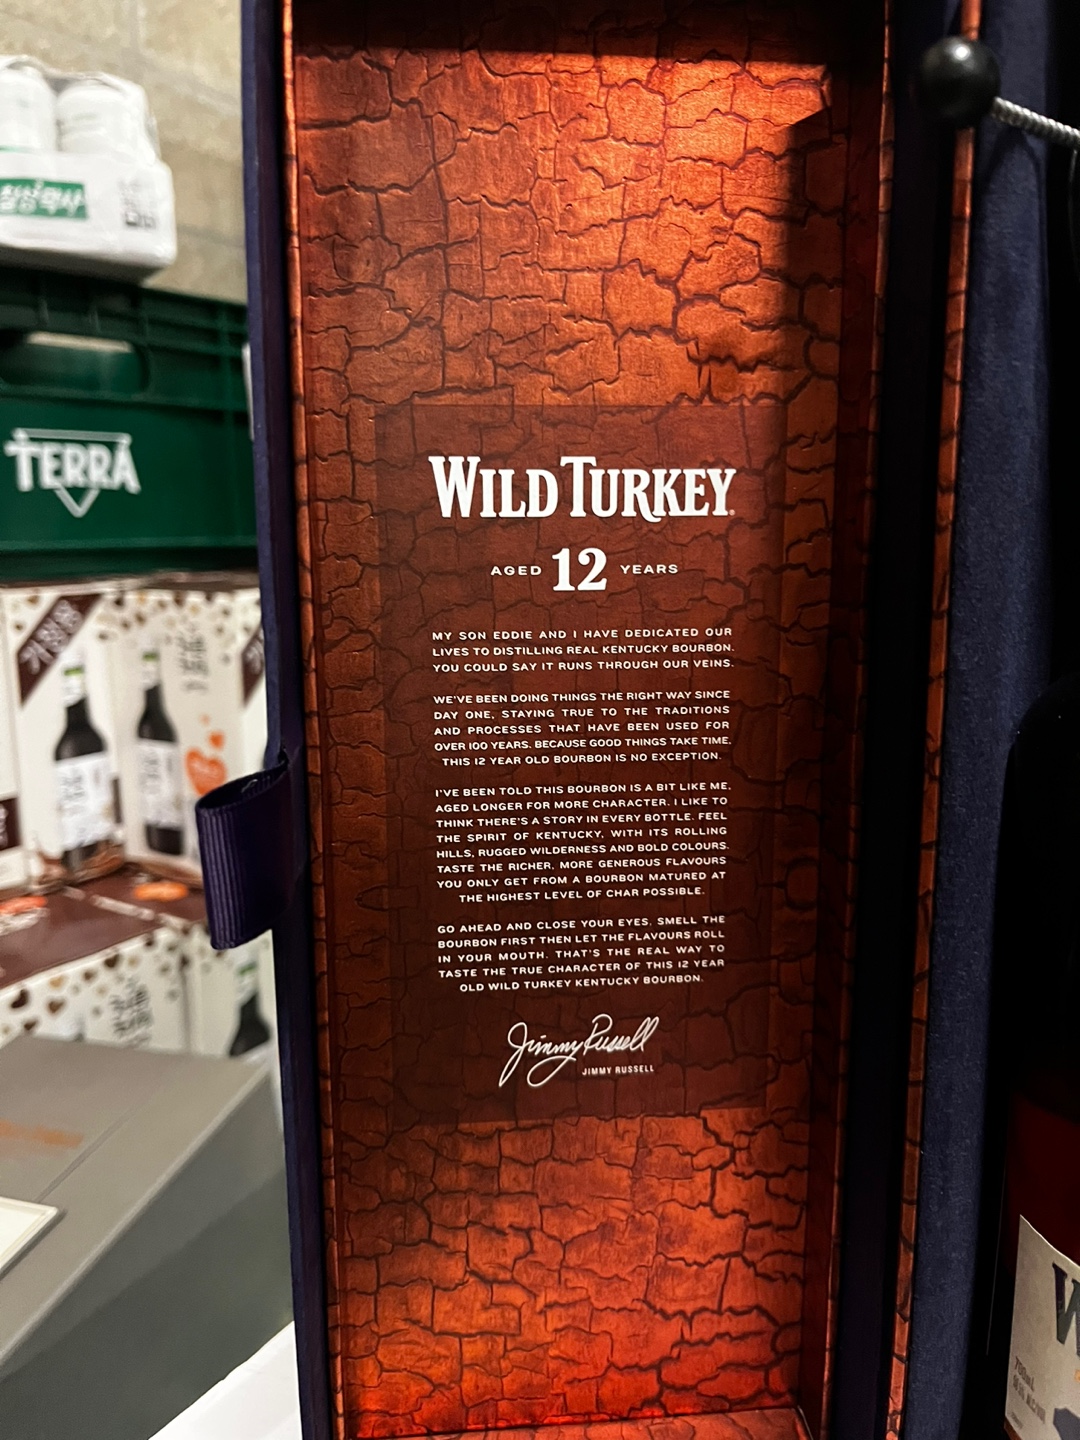 TERRA
WILD TURKEY
AGED 12 YEARS
MY SON EDDIE AND I HAVE DEDICATED OUR
LIVES TO DISTILLING REAL KENTUCKY BOURBON.
YOU COULD SAY IT RUNS THROUGH OUR VEINS.
WE'VE BEEN DOING THINGS THE RIGHT WAY SINCE
DAY ONE, STAYING TRUE TO THE TRADITIONS
AND PROCESSES THAT HAVE BEEN USED FOR
OVER 100 YEARS. BECAUSE GOOD THINGS TAKE TIME.
THIS 12 YEAR OLD BOURBON IS NO EXCEPTION.
I'VE BEEN TOLD THIS BOURBON IS A BIT LIKE ME,
AGED LONGER FOR MORE CHARACTER. I LIKE TO
THINK THERE'S A STORY IN EVERY BOTTLE. FEEL
THE SPIRIT OF KENTUCKY, WITH ITS ROLLING
HILLS, RUGGED WILDERNESS AND BOLD COLOURS.
TASTE THE RICHER, MORE GENEROUS FLAVOURS
YOU ONLY GET FROM A BOURBON MATURED AT
THE HIGHEST LEVEL OF CHAR POSSIBLE.
GO AHEAD AND CLOSE YOUR EYES. SMELL THE
BOURBON FIRST THEN LET THE FLAVOURS ROLL
IN YOUR MOUTH. THAT'S THE REAL WAY TO
TASTE THE TRUE CHARACTER OF THIS 12 YEAR
OLD WILD TURKEY KENTUCKY BOURBON.
Jimmy Russell
JIMMY RUSSELL